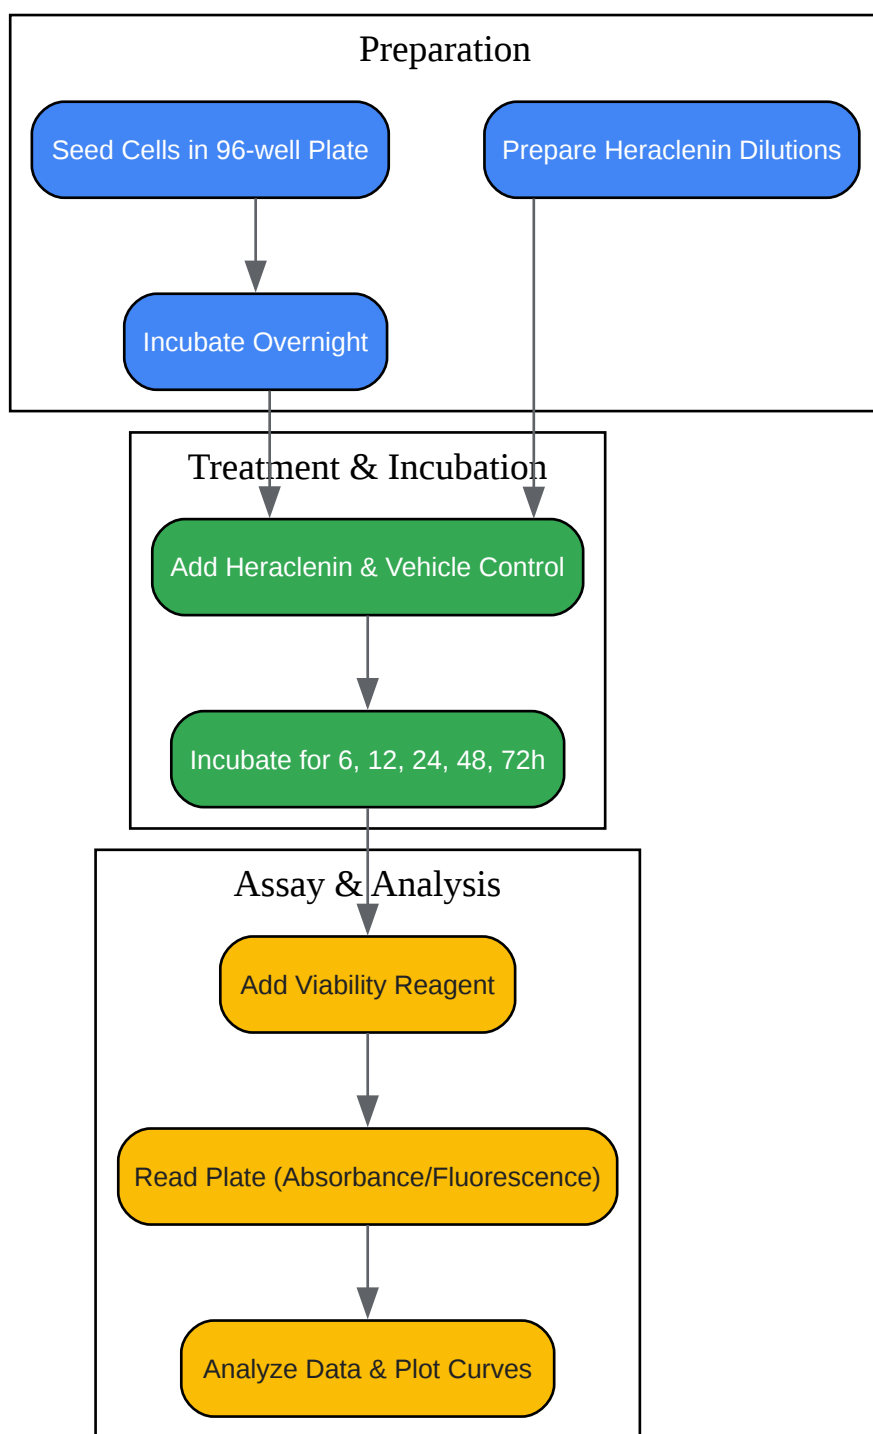 Preparation
Seed Cells in 96-well Plate
Prepare Heraclenin Dilutions
Incubate Overnight
Treatment & Incubation
Add Heraclenin & Vehicle Control
Incubate for 6, 12, 24, 48, 72h
Assay & Analysis
Add Viability Reagent
Read Plate (Absorbance/Fluorescence)
Analyze Data & Plot Curves